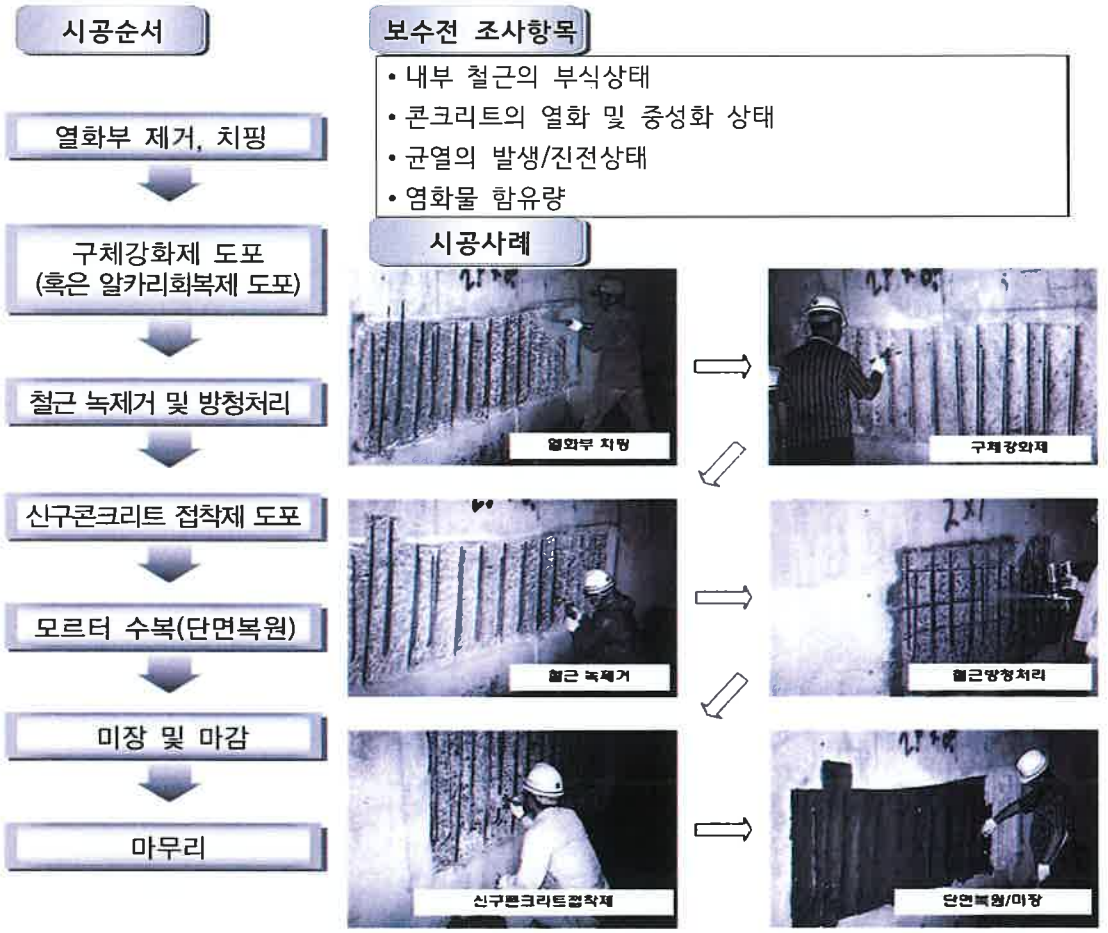 시공순서
열화부 제거, 치핑
구체강화제 도포
(혹은 알카리회복제 도포)
철근 녹제거 및 방청처리
신구콘크리트 접착제 도포
모르터 수복(단면복원)
미장 및 마감
마무리
보수전 조사항목
• 내부 철근의 부식상태
• 콘크리트의 열화 및 중성화 상태
• 균열의 발생/진전상태
• 염화물 함유량
시공사례
열화부 치핑
구체강화제
철근 녹제거
철근방청처리
신구콘크리트접착제
단면복원/미장